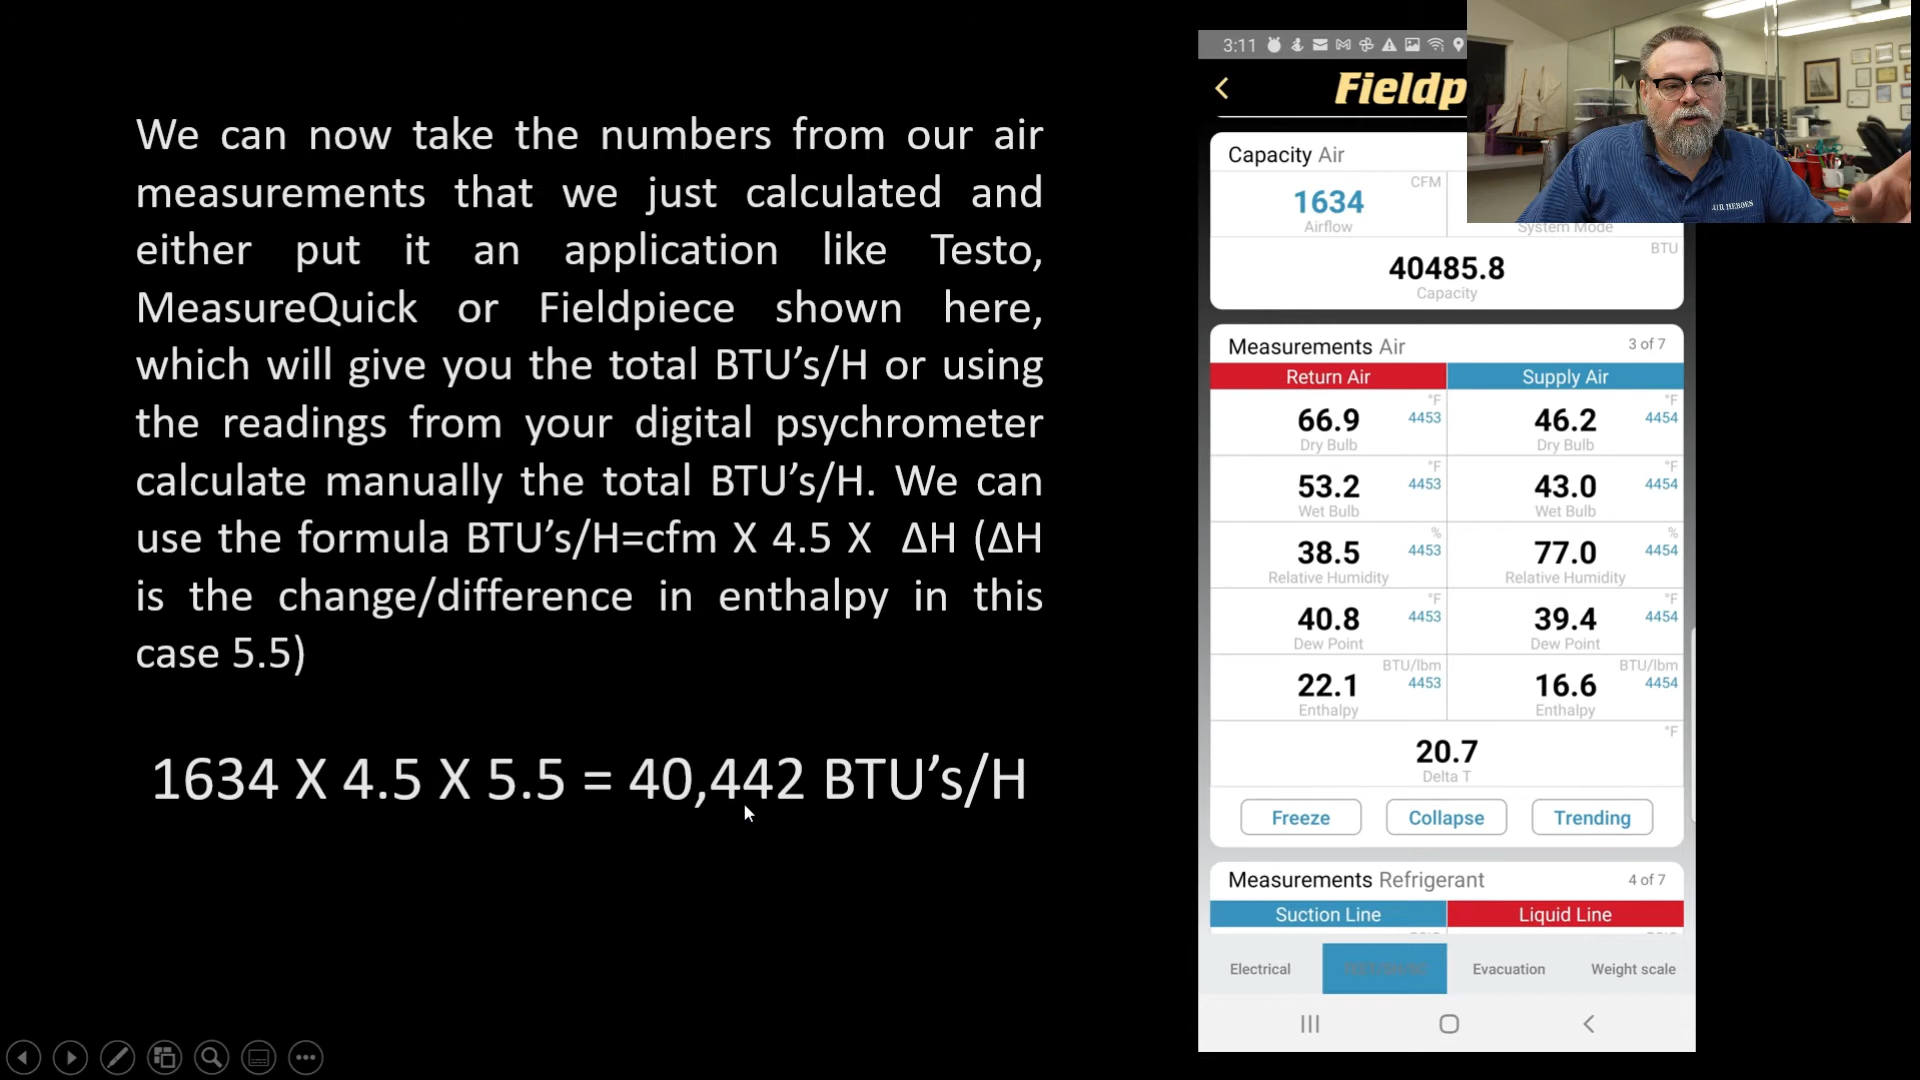 We can now take the numbers from our air
measurements that we just calculated and
either put it an application like Testo,
MeasureQuick or Fieldpiece shown here,
which will give you the total BTU’s/H or using
the readings from your digital psychrometer
calculate manually the total BTU’s/H. We can
use the formula BTU’s/H=cfm X 4.5 X ΔH (ΔH
is the change/difference in enthalpy in this
case 5.5)
1634 X 4.5 X 5.5 = 40,442 BTU’s/H
3:11
Fieldp
Capacity Air
CFM
1634
Airflow
System Mode
BTU
40485.8
Capacity
Measurements Air 3 of 7
Return Air Supply Air
°F °F
66.9 4453 46.2 4454
Dry Bulb Dry Bulb
°F °F
53.2 4453 43.0 4454
Wet Bulb Wet Bulb
% %
38.5 4453 77.0 4454
Relative Humidity Relative Humidity
°F °F
40.8 4453 39.4 4454
Dew Point Dew Point
BTU/lbm BTU/lbm
22.1 4453 16.6 4454
Enthalpy Enthalpy
°F
20.7
Delta T
Freeze Collapse Trending
Measurements Refrigerant 4 of 7
Suction Line Liquid Line
Electrical Evacuation Weight scale
AIR HEROES